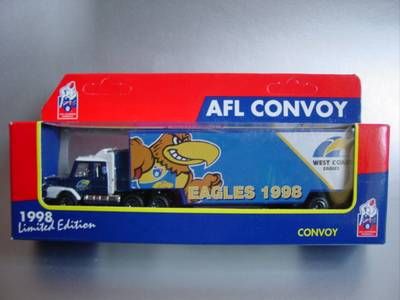 AFL CONVOY
WEST COAST
EAGLES
EAGLES 1998
1998
Limited Edition
CONVOY